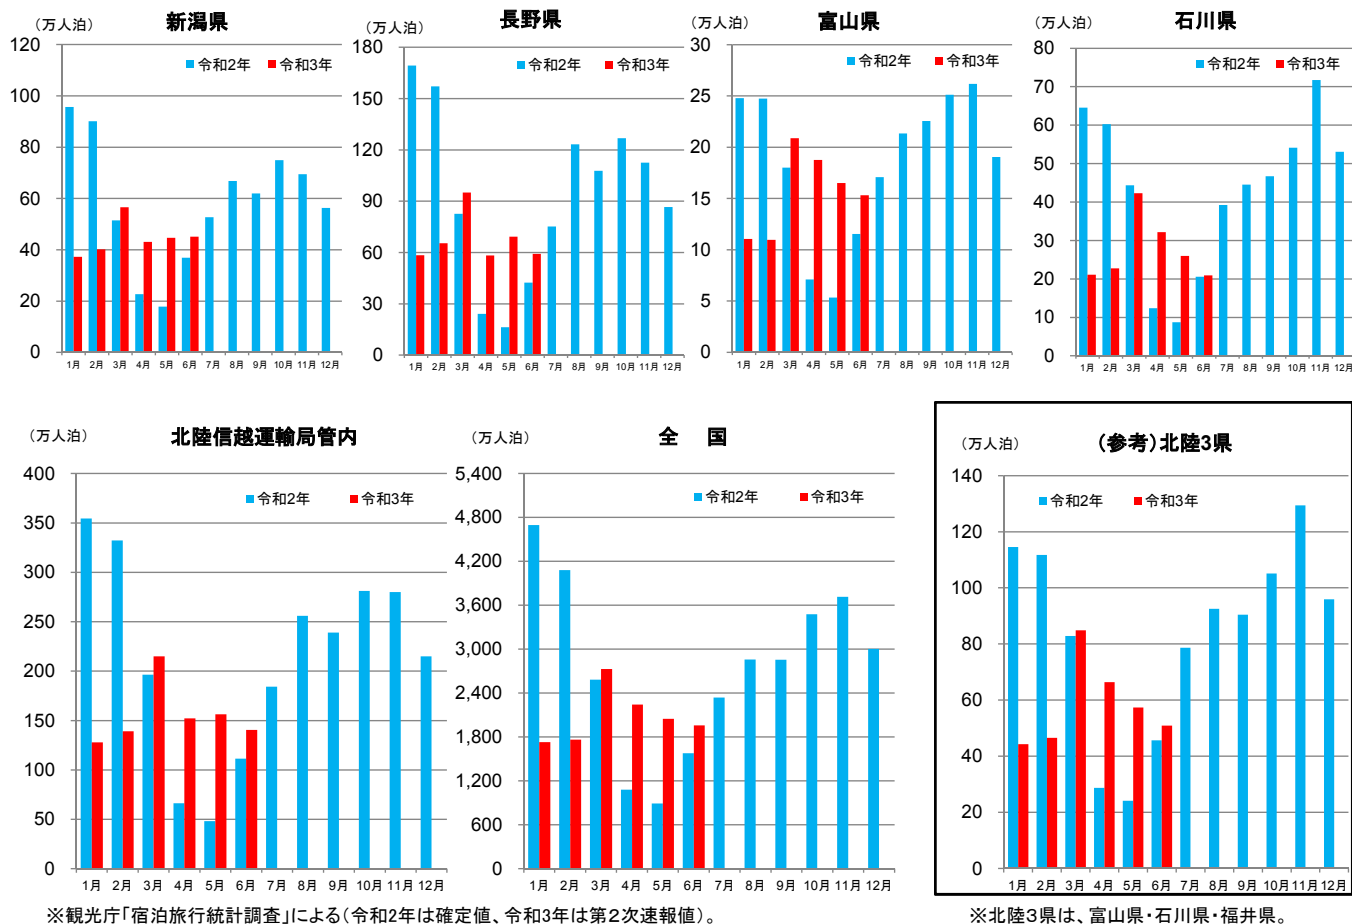 （万人泊）
新潟県
120
100
80
60
40
20
0
令和2年 令和3年
1月 2月 3月 4月 5月 6月 7月 8月 9月 10月 11月 12月
（万人泊）
長野県
180
150
120
90
60
30
0
令和2年 令和3年
1月 2月 3月 4月 5月 6月 7月 8月 9月 10月 11月 12月
（万人泊）
富山県
30
25
20
15
10
5
0
令和2年 令和3年
1月 2月 3月 4月 5月 6月 7月 8月 9月 10月 11月 12月
（万人泊）
石川県
80
70
60
50
40
30
20
10
0
令和2年 令和3年
1月 2月 3月 4月 5月 6月 7月 8月 9月 10月 11月 12月
（万人泊）
北陸信越運輸局管内
400
350
300
250
200
150
100
50
0
令和2年 令和3年
1月 2月 3月 4月 5月 6月 7月 8月 9月 10月 11月 12月
（万人泊）
全 国
5,400
4,800
4,200
3,600
3,000
2,400
1,800
1,200
600
0
令和2年 令和3年
1月 2月 3月 4月 5月 6月 7月 8月 9月 10月 11月 12月
（万人泊）
(参考)北陸3県
140
120
100
80
60
40
20
0
令和2年 令和3年
1月 2月 3月 4月 5月 6月 7月 8月 9月 10月 11月 12月
※観光庁「宿泊旅行統計調査」による（令和2年は確定値、令和3年は第２次速報値）。
※北陸３県は、富山県・石川県・福井県。